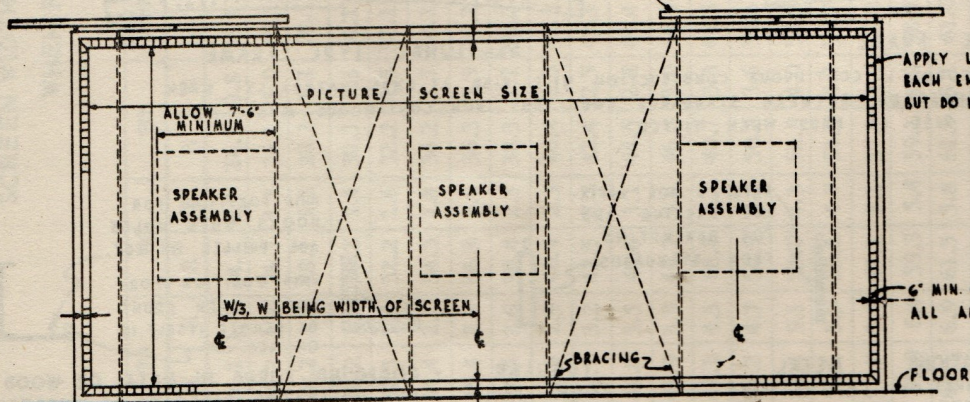 APPLY
EACH
BUT DO
PICTURE SCREEN SIZE
ALLOW 7'-6"
MINIMUM
SPEAKER
ASSEMBLY
SPEAKER
ASSEMBLY
SPEAKER
ASSEMBLY
W/3, W BEING WIDTH OF SCREEN
6" MIN.
ALL
℄
℄
℄
BRACING
FLOOR
WOOD